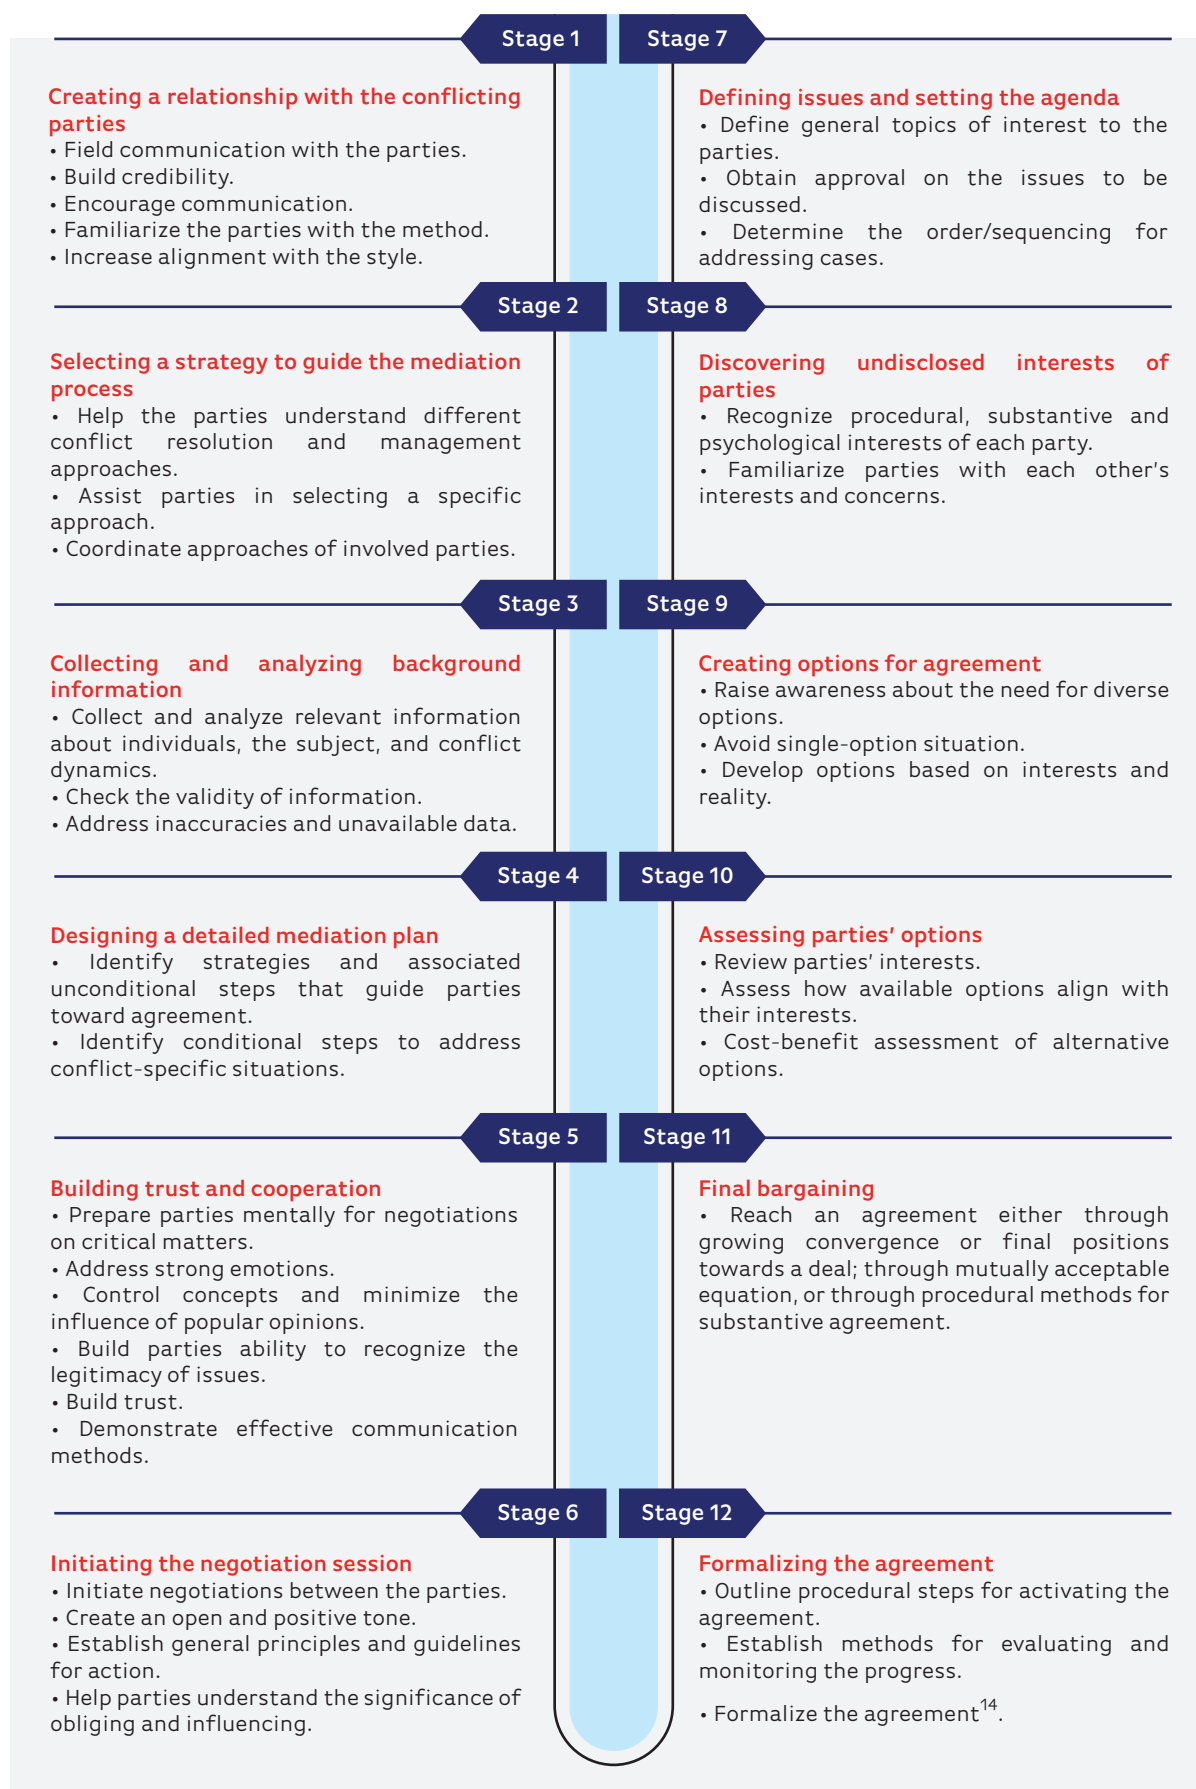 Stage 1
Creating a relationship with the conflicting
parties
• Field communication with the parties.
• Build credibility.
• Encourage communication.
• Familiarize the parties with the method.
• Increase alignment with the style.
Stage 2
Selecting a strategy to guide the mediation
process
• Help the parties understand different
conflict resolution and management
approaches.
• Assist parties in selecting a specific
approach.
• Coordinate approaches of involved parties.
Stage 3
Collecting and analyzing background
information
• Collect and analyze relevant information
about individuals, the subject, and conflict
dynamics.
• Check the validity of information.
• Address inaccuracies and unavailable data.
Stage 4
Designing a detailed mediation plan
• Identify strategies and associated
unconditional steps that guide parties
toward agreement.
• Identify conditional steps to address
conflict-specific situations.
Stage 5
Building trust and cooperation
• Prepare parties mentally for negotiations
on critical matters.
• Address strong emotions.
• Control concepts and minimize the
influence of popular opinions.
• Build parties ability to recognize the
legitimacy of issues.
• Build trust.
• Demonstrate effective communication
methods.
Stage 6
Initiating the negotiation session
• Initiate negotiations between the parties.
• Create an open and positive tone.
• Establish general principles and guidelines
for action.
• Help parties understand the significance of
obliging and influencing.
Stage 7
Defining issues and setting the agenda
• Define general topics of interest to the
parties.
• Obtain approval on the issues to be
discussed.
• Determine the order/sequencing for
addressing cases.
Stage 8
Discovering undisclosed interests of
parties
• Recognize procedural, substantive and
psychological interests of each party.
• Familiarize parties with each other's
interests and concerns.
Stage 9
Creating options for agreement
• Raise awareness about the need for diverse
options.
• Avoid single-option situation.
• Develop options based on interests and
reality.
Stage 10
Assessing parties' options
• Review parties' interests.
• Assess how available options align with
their interests.
• Cost-benefit assessment of alternative
options.
Stage 11
Final bargaining
• Reach an agreement either through
growing convergence or final positions
towards a deal; through mutually acceptable
equation, or through procedural methods for
substantive agreement.
Stage 12
Formalizing the agreement
• Outline procedural steps for activating the
agreement.
• Establish methods for evaluating and
monitoring the progress.
• Formalize the agreement14.